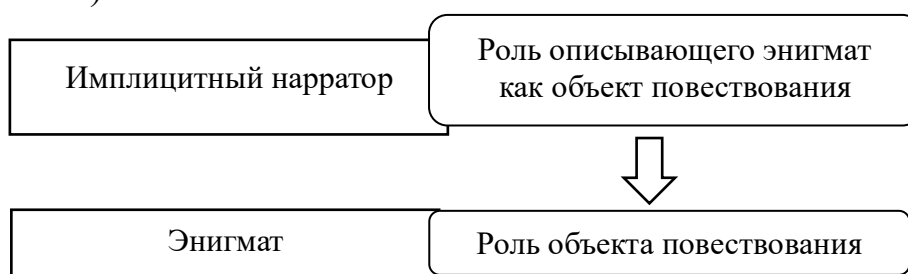 Имплицитный нарратор
Роль описывающего энигмат
как объект повествования
Энигмат
Роль объекта повествования